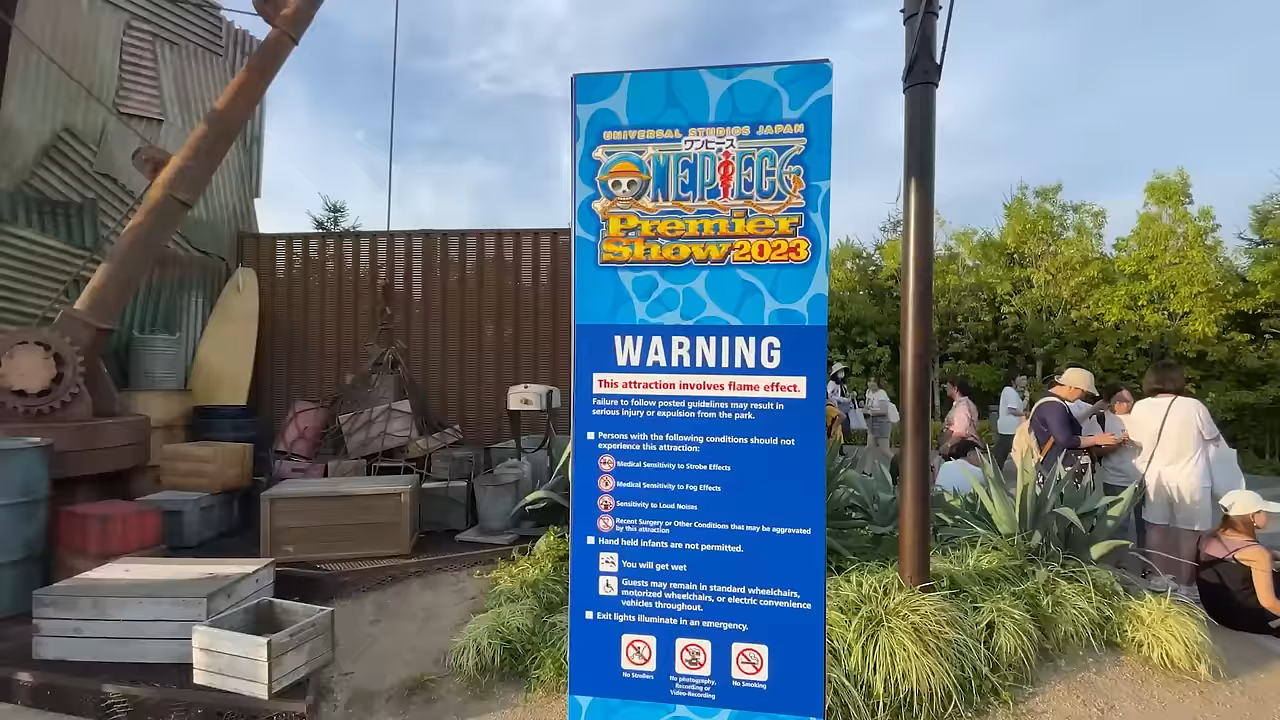 UNIVERSAL STUDIOS JAPAN
ワンピース
ONE PIECE
Premier
Show 2023
WARNING
This attraction involves flame effect.
Failure to follow posted guidelines may result in
serious injury or expulsion from the park.
Persons with the following conditions should not
experience this attraction:
Medical Sensitivity to Strobe Effects
Medical Sensitivity to Fog Effects
Sensitivity to Loud Noises
Recent Surgery or Other Conditions that may be aggravated
by this attraction
Hand held infants are not permitted.
You will get wet
Guests may remain in standard wheelchairs,
motorized wheelchairs, or electric convenience
vehicles throughout.
Exit lights illuminate in an emergency.
No Strollers
No photography,
Recording or
Video-Recording
No Smoking